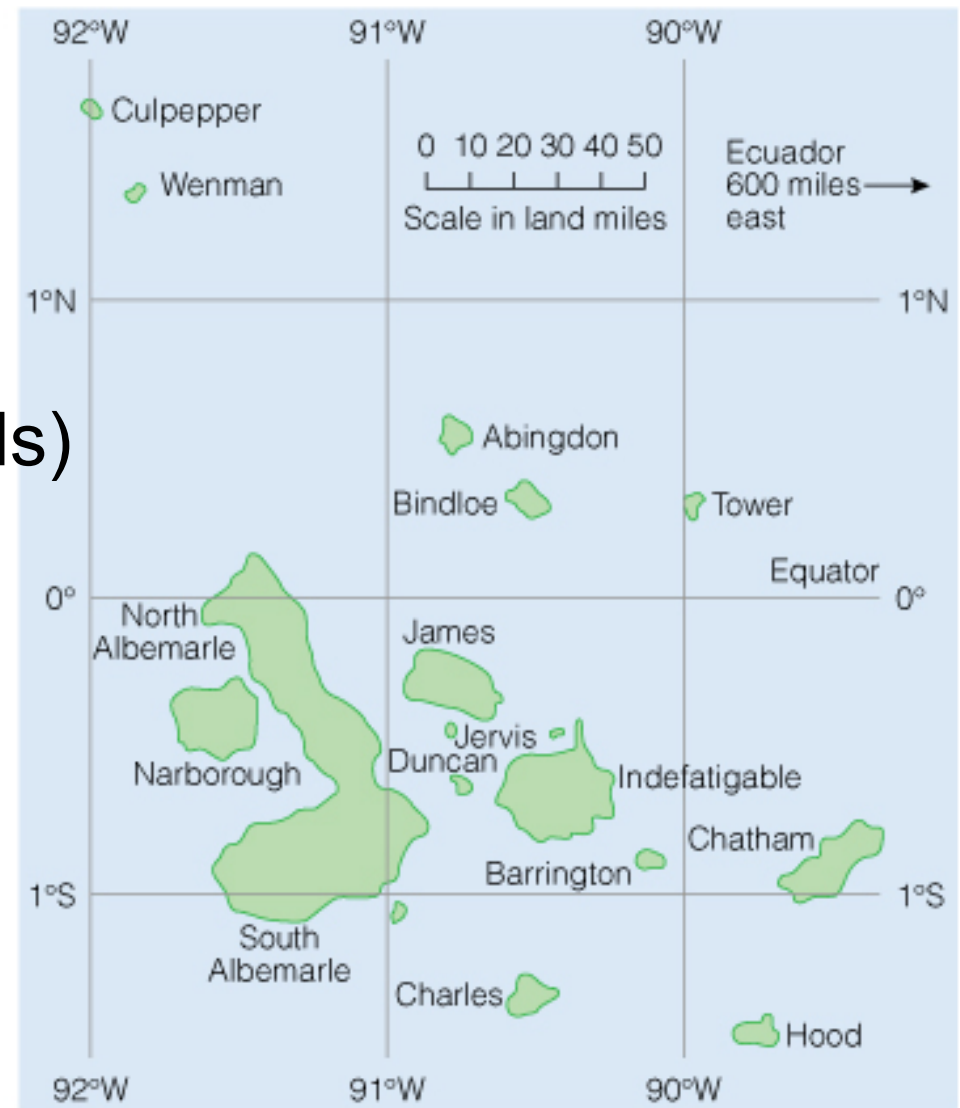 92°W 91°W 90°W
Culpepper
0 10 20 30 40 50
Scale in land miles
Ecuador
600 miles
east
Wenman
1°N 1°N
ls)
Abingdon
Bindloe
Tower
Equator
0° 0°
North
Albemarle
James
Jervis
Duncan
Narborough
Indefatigable
Chatham
Barrington
1°S 1°S
South
Albemarle
Charles
Hood
92°W 91°W 90°W